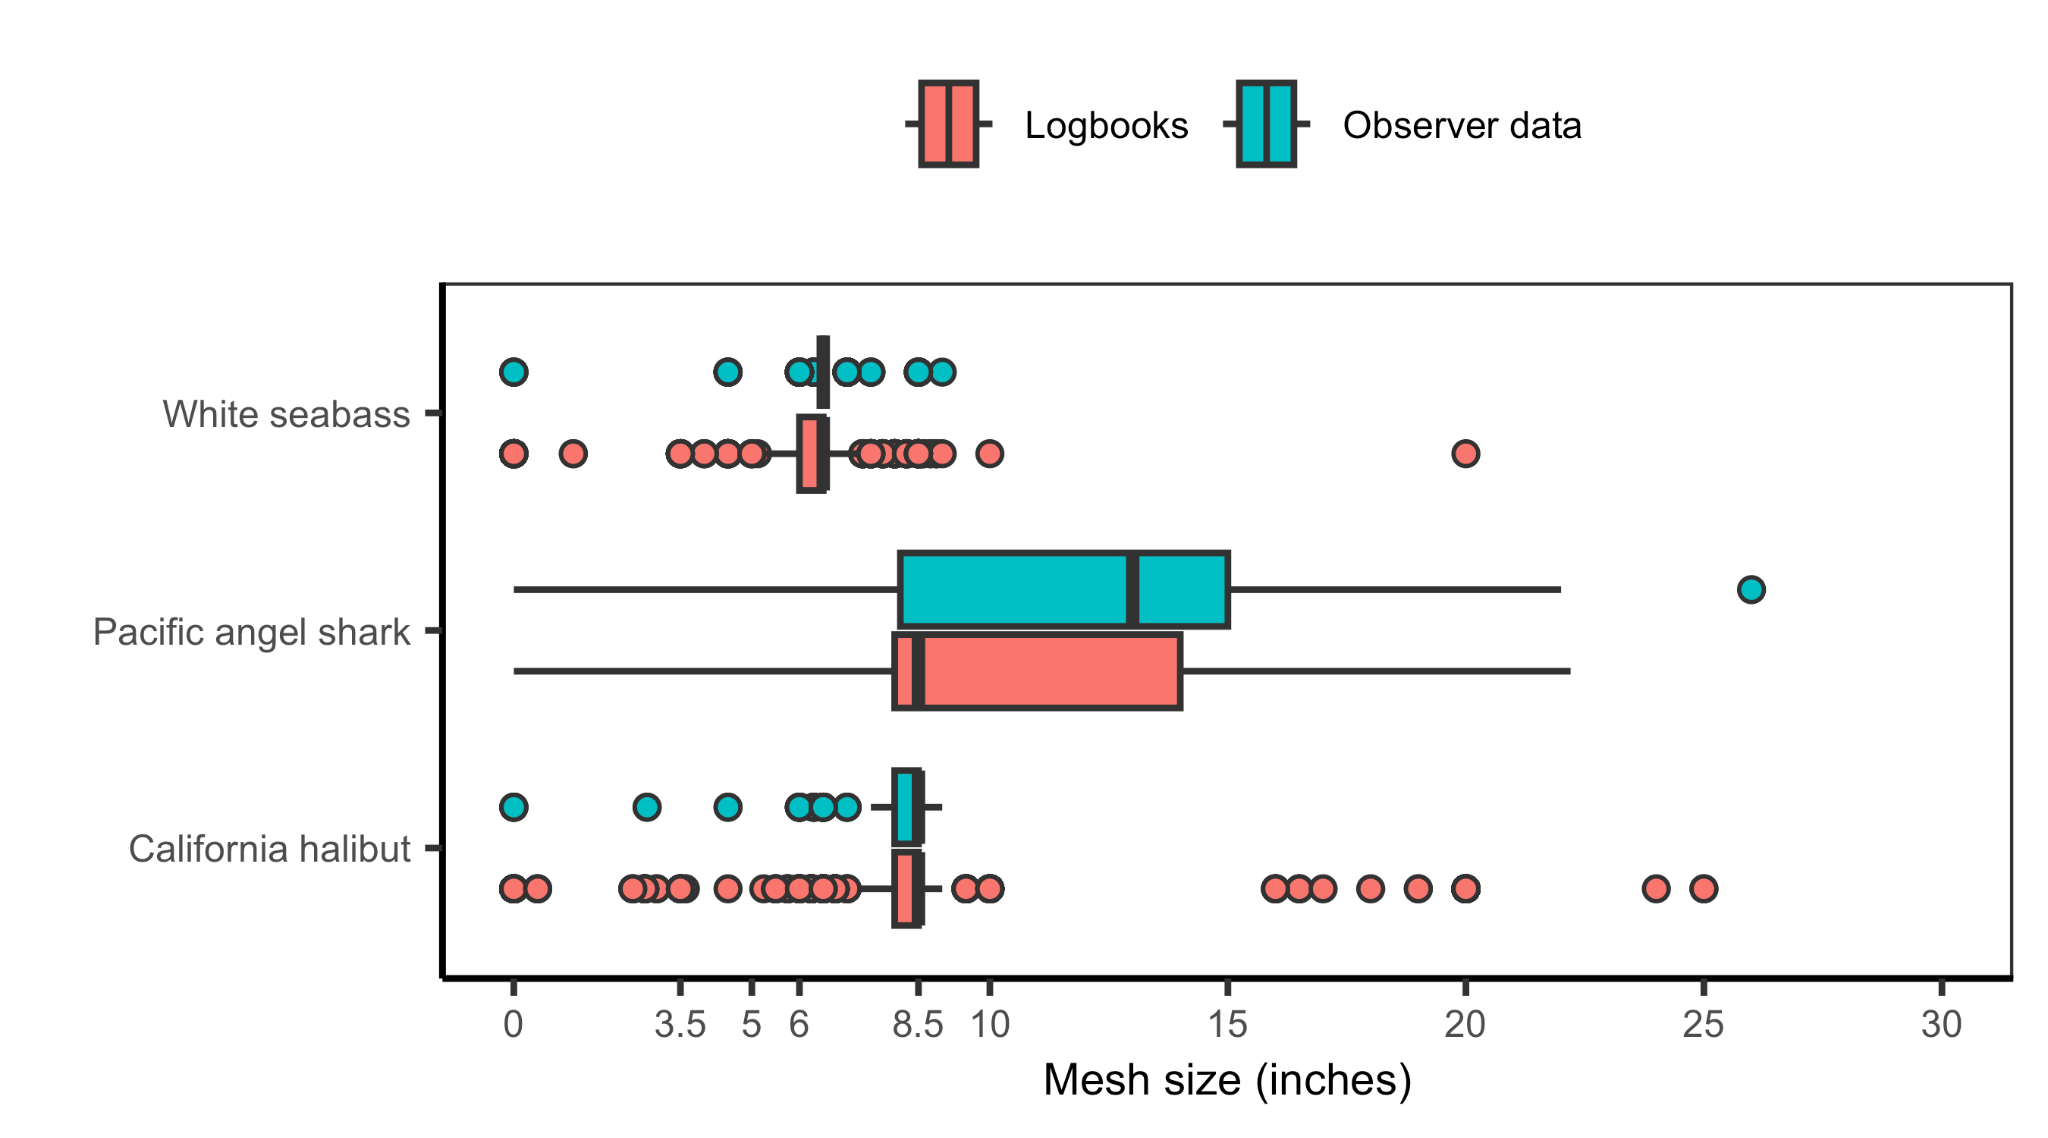 Logbooks Observer data
White seabass
Pacific angel shark
California halibut
0 3.5 5 6 8.5 10 15 20 25 30
Mesh size (inches)